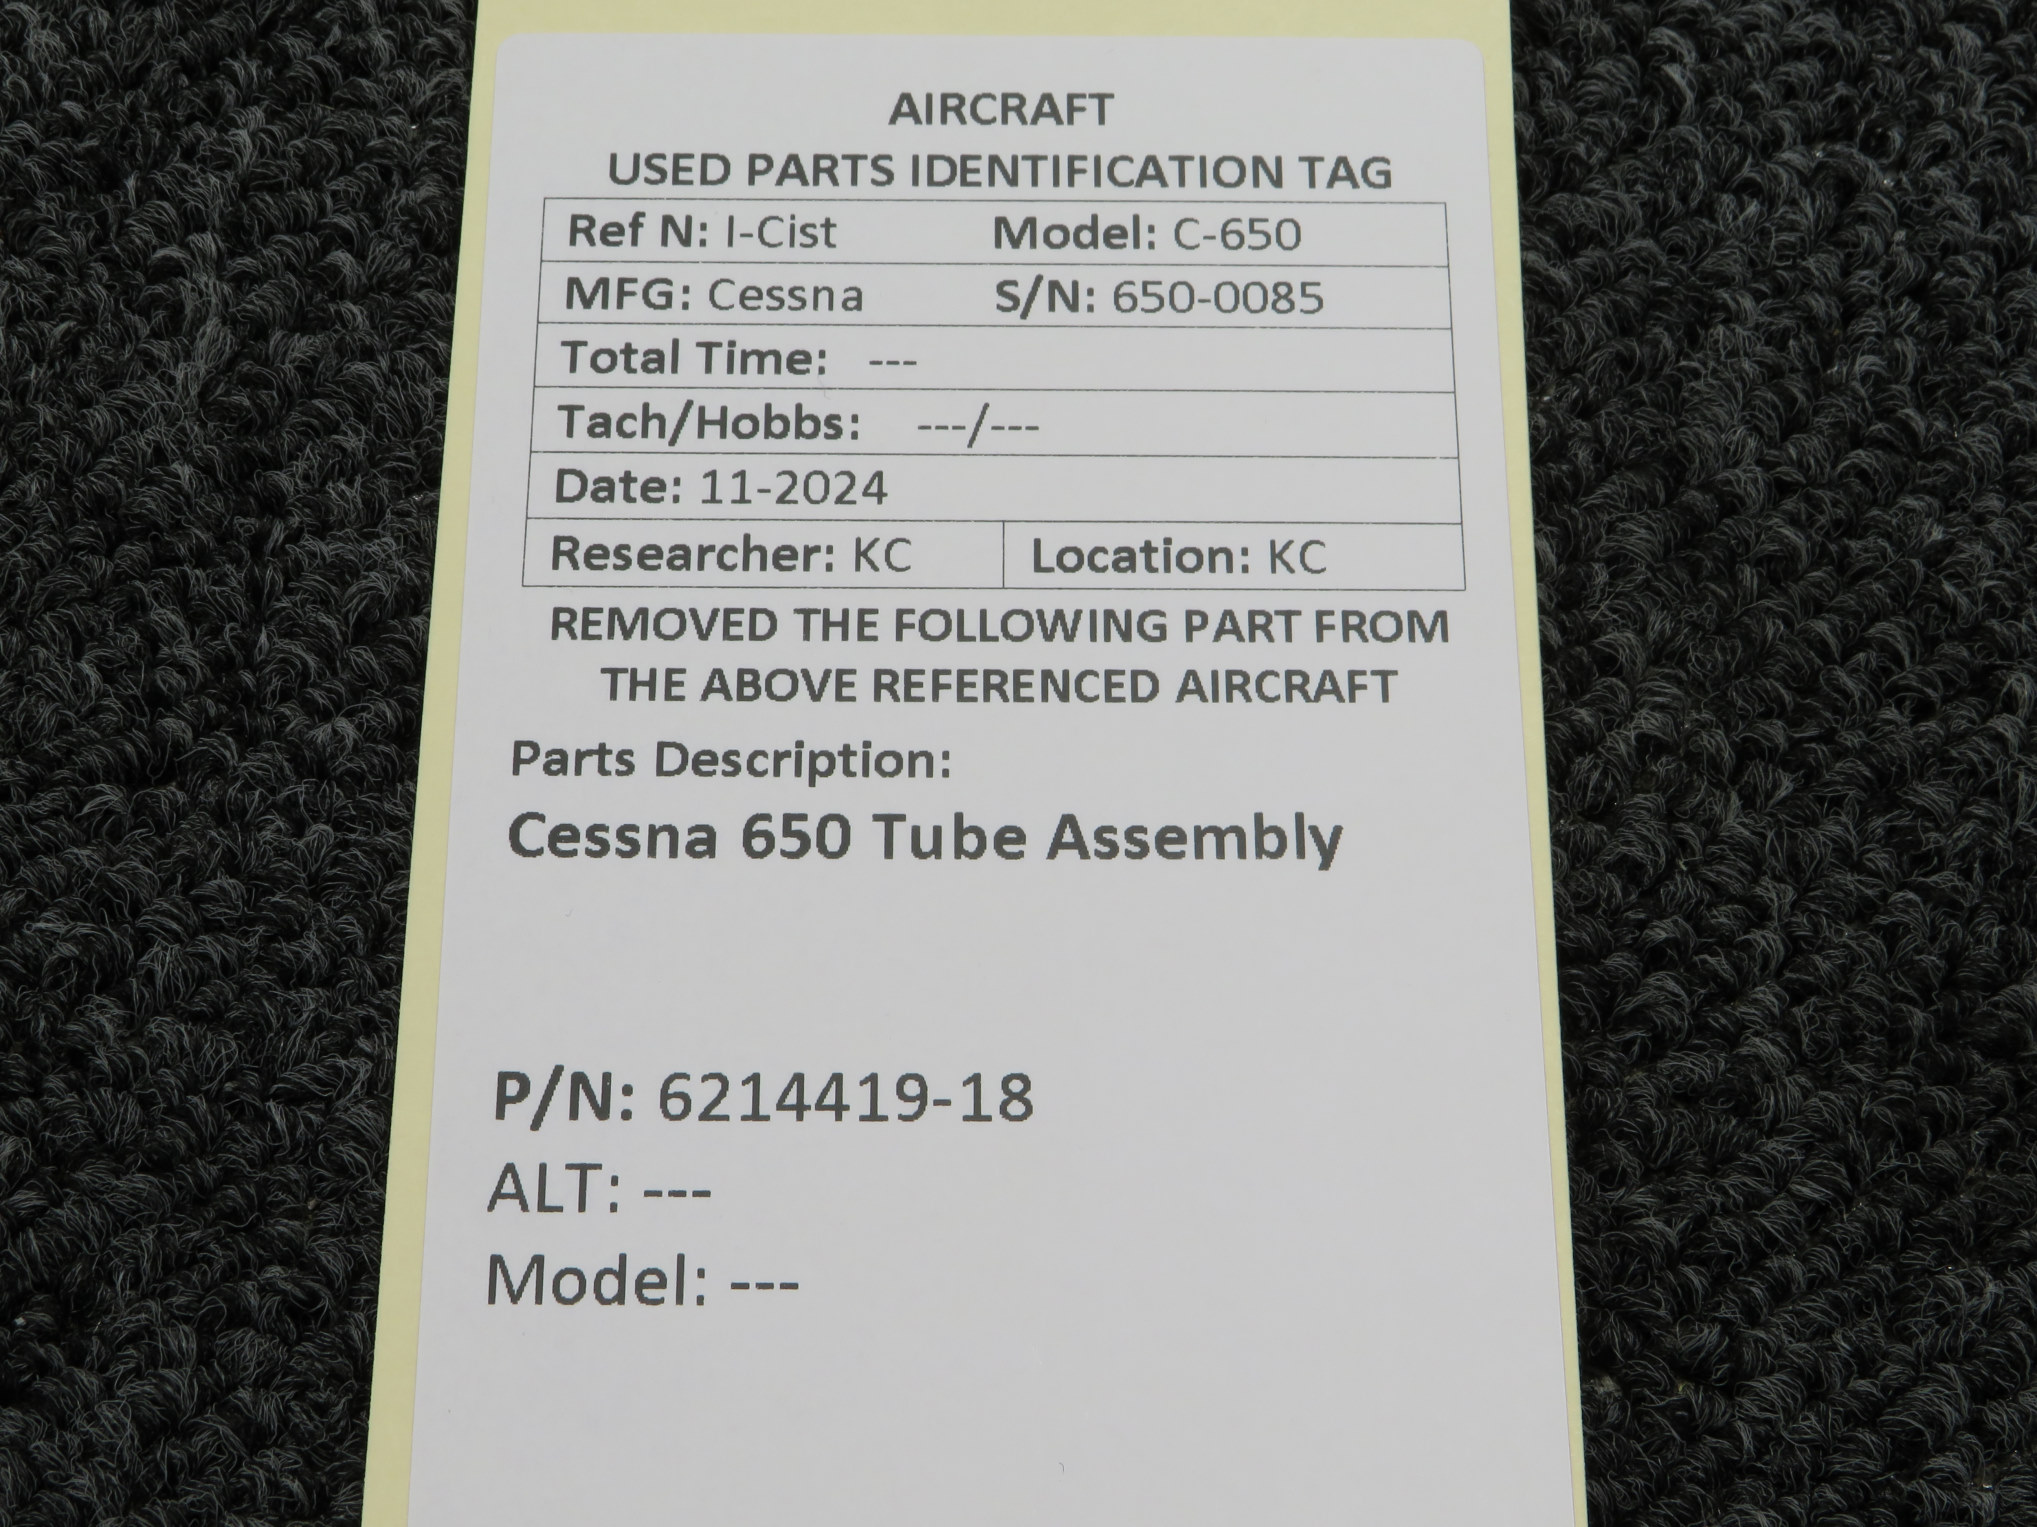 AIRCRAFT
USED PARTS IDENTIFICATION TAG
Ref N: I-Cist Model: C-650
MFG: Cessna S/N: 650-0085
Total Time: ---
Tach/Hobbs: ---/---
Date: 11-2024
Researcher: KC Location: KC
REMOVED THE FOLLOWING PART FROM
THE ABOVE REFERENCED AIRCRAFT
Parts Description:
Cessna 650 Tube Assembly
P/N: 6214419-18
ALT: ---
Model: ---